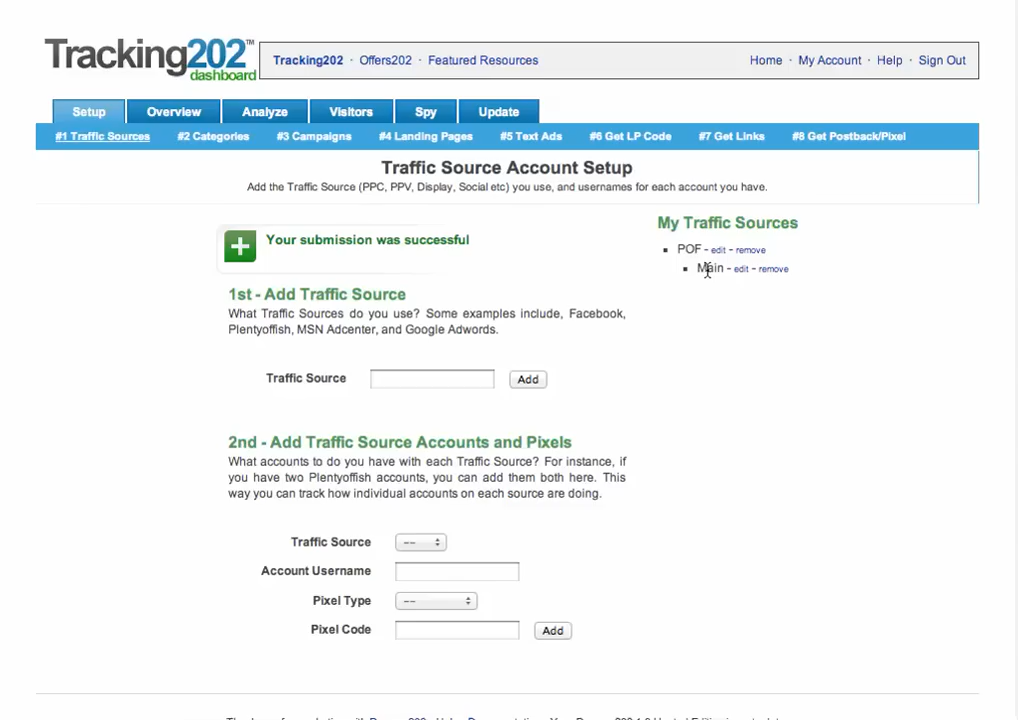 Tracking202™
dashboard
Tracking202 · Offers202 · Featured Resources
Home · My Account · Help · Sign Out
Setup Overview Analyze Visitors Spy Update
#1 Traffic Sources #2 Categories #3 Campaigns #4 Landing Pages #5 Text Ads #6 Get LP Code #7 Get Links #8 Get Postback/Pixel
Traffic Source Account Setup
Add the Traffic Source (PPC, PPV, Display, Social etc) you use, and usernames for each account you have.
Your submission was successful
1st - Add Traffic Source
What Traffic Sources do you use? Some examples include, Facebook,
Plentyoffish, MSN Adcenter, and Google Adwords.
Traffic Source Add
2nd - Add Traffic Source Accounts and Pixels
What accounts to do you have with each Traffic Source? For instance, if
you have two Plentyoffish accounts, you can add them both here. This
way you can track how individual accounts on each source are doing.
Traffic Source --
Account Username
Pixel Type --
Pixel Code Add
My Traffic Sources
POF - edit - remove
Main - edit - remove